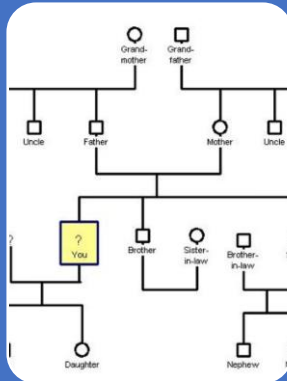 Grand-
mother
Grand-
father
Uncle
Father
Mother
Uncle
?
?
You
Brother
Sister-
in-law
Brother-
in-law
Daughter
Nephew